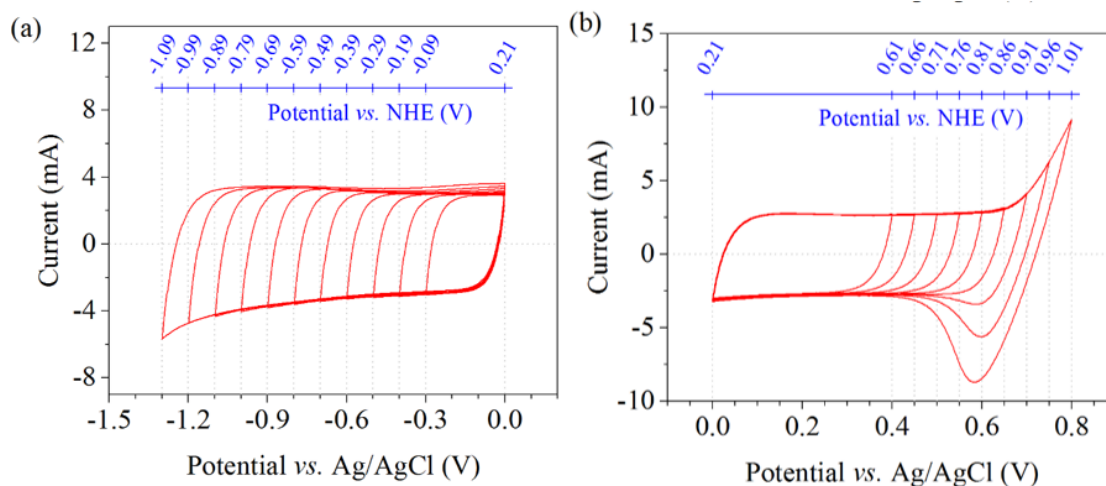 (a)
-1.09 -0.99 -0.89 -0.79 -0.69 -0.59 -0.49 -0.39 -0.29 -0.19 -0.09 0.21
Potential vs. NHE (V)
12
8
4
0
-4
-8
Current (mA)
-1.5 -1.2 -0.9 -0.6 -0.3 0.0
Potential vs. Ag/AgCl (V)
(b)
0.21 0.61 0.66 0.71 0.76 0.81 0.86 0.91 0.96 1.01
Potential vs. NHE (V)
15
10
5
0
-5
-10
Current (mA)
0.0 0.2 0.4 0.6 0.8
Potential vs. Ag/AgCl (V)